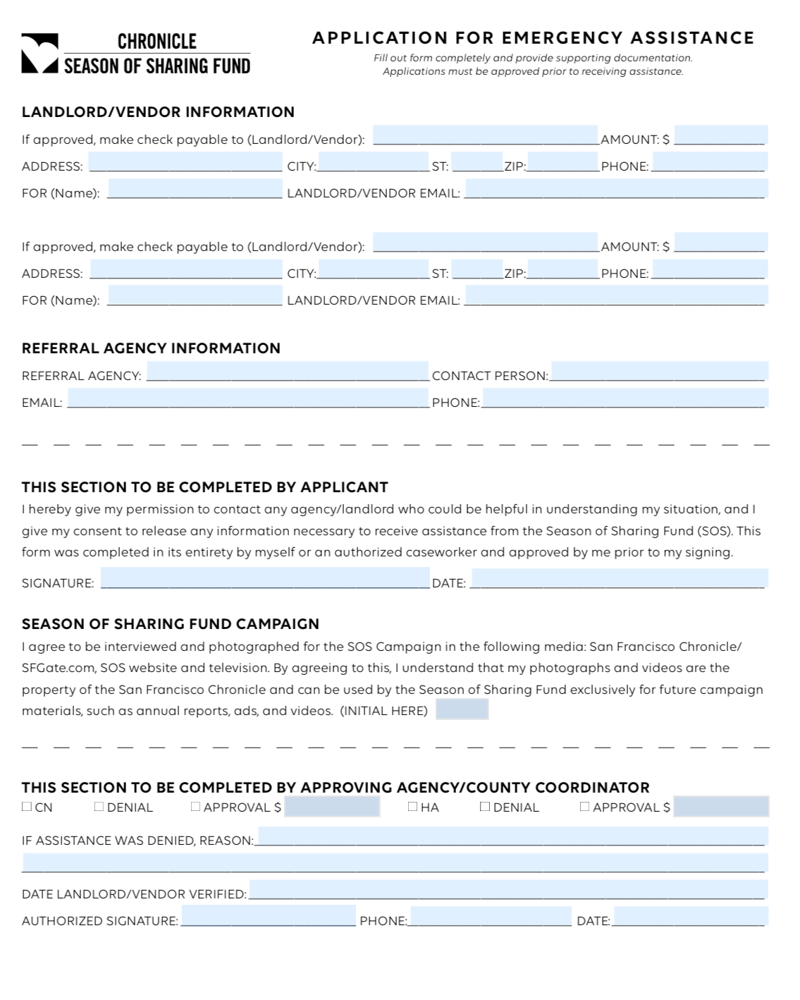 CHRONICLE
SEASON OF SHARING FUND
APPLICATION FOR EMERGENCY ASSISTANCE
Fill out form completely and provide supporting documentation.
Applications must be approved prior to receiving assistance.
LANDLORD/VENDOR INFORMATION
If approved, make check payable to (Landlord/Vendor): AMOUNT: $
ADDRESS: CITY: ST: ZIP: PHONE:
FOR (Name): LANDLORD/VENDOR EMAIL:
If approved, make check payable to (Landlord/Vendor): AMOUNT: $
ADDRESS: CITY: ST: ZIP: PHONE:
FOR (Name): LANDLORD/VENDOR EMAIL:
REFERRAL AGENCY INFORMATION
REFERRAL AGENCY: CONTACT PERSON:
EMAIL: PHONE:
THIS SECTION TO BE COMPLETED BY APPLICANT
I hereby give my permission to contact any agency/landlord who could be helpful in understanding my situation, and I
give my consent to release any information necessary to receive assistance from the Season of Sharing Fund (SOS). This
form was completed in its entirety by myself or an authorized caseworker and approved by me prior to my signing.
SIGNATURE: DATE:
SEASON OF SHARING FUND CAMPAIGN
I agree to be interviewed and photographed for the SOS Campaign in the following media: San Francisco Chronicle/
SFGate.com, SOS website and television. By agreeing to this, I understand that my photographs and videos are the
property of the San Francisco Chronicle and can be used by the Season of Sharing Fund exclusively for future campaign
materials, such as annual reports, ads, and videos. (INITIAL HERE)
THIS SECTION TO BE COMPLETED BY APPROVING AGENCY/COUNTY COORDINATOR
☐ CN ☐ DENIAL ☐ APPROVAL $ ☐ HA ☐ DENIAL ☐ APPROVAL $
IF ASSISTANCE WAS DENIED, REASON:
DATE LANDLORD/VENDOR VERIFIED:
AUTHORIZED SIGNATURE: PHONE: DATE: